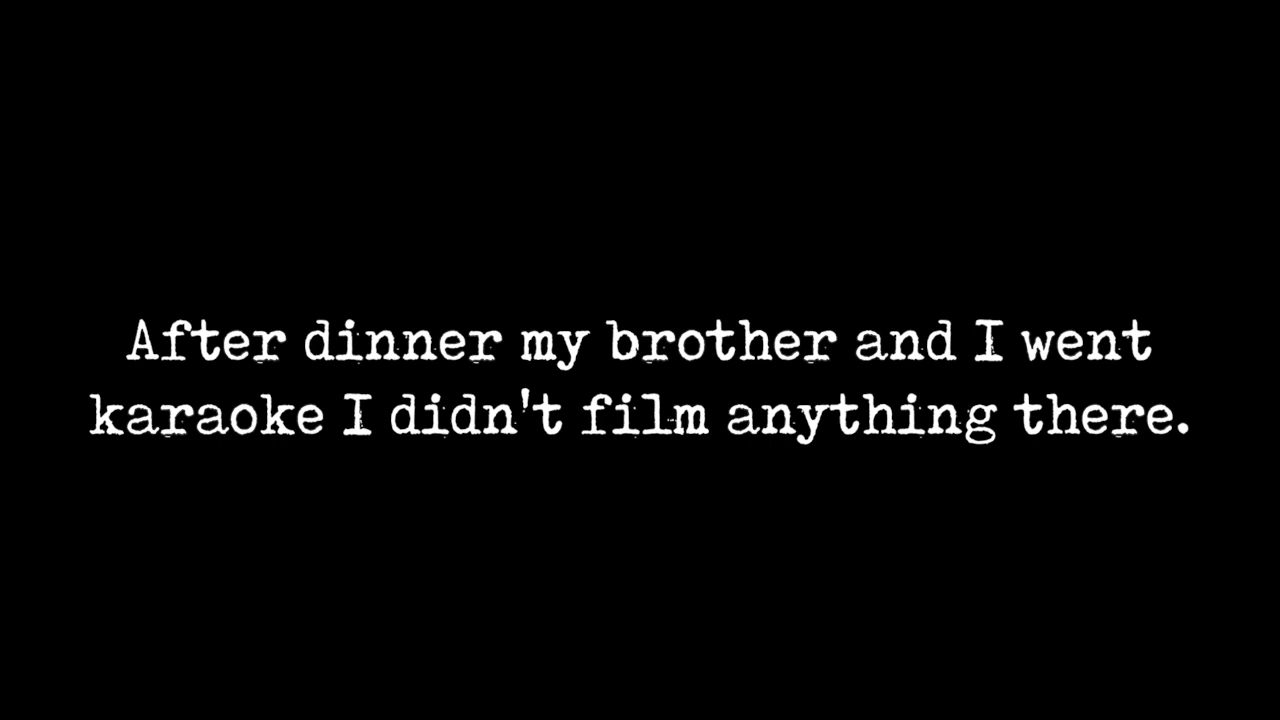 After dinner my brother and I went
karaoke I didn't film anything there.